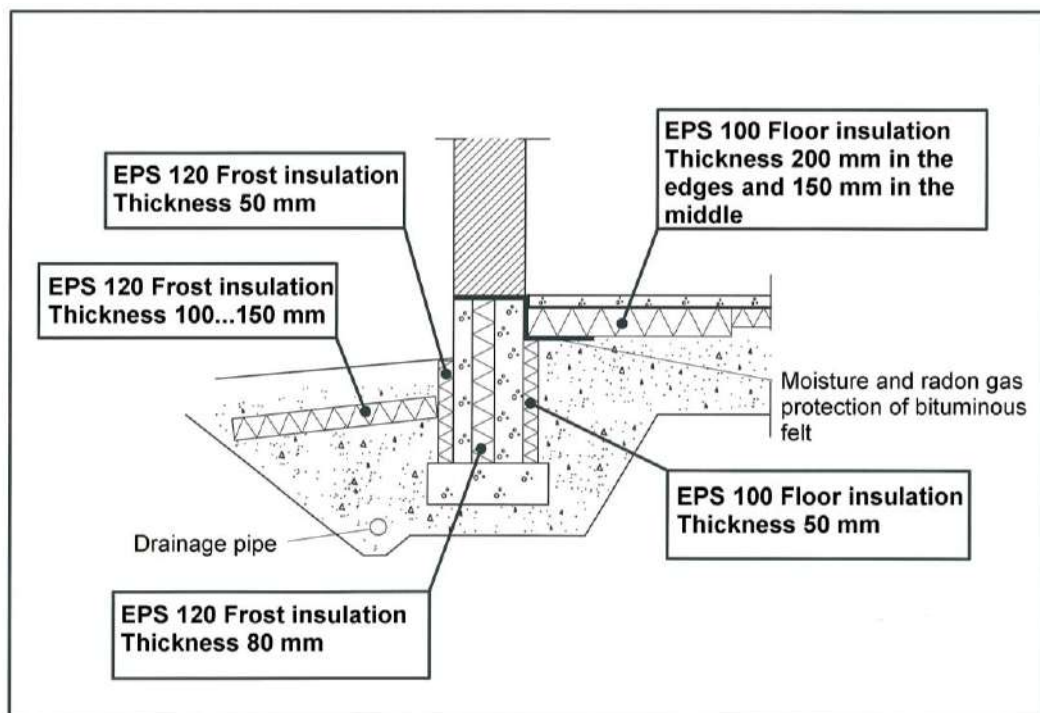 EPS 100 Floor insulation
Thickness 200 mm in the
edges and 150 mm in the
middle
EPS 120 Frost insulation
Thickness 50 mm
EPS 120 Frost insulation
Thickness 100...150 mm
Moisture and radon gas
protection of bituminous
felt
EPS 100 Floor insulation
Thickness 50 mm
Drainage pipe
EPS 120 Frost insulation
Thickness 80 mm